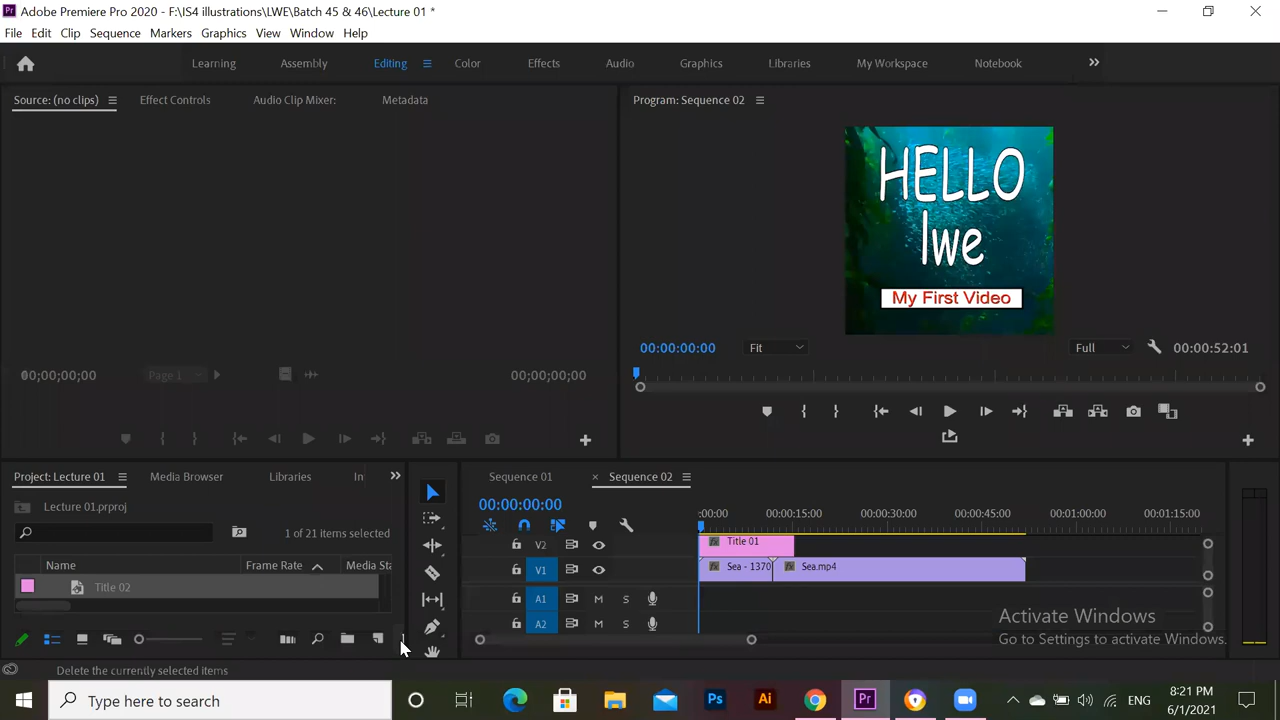 Adobe Premiere Pro 2020 - F:\IS4 illustrations\LWE\Batch 45 & 46\Lecture 01 *
File Edit Clip Sequence Markers Graphics View Window Help
Learning Assembly Editing Color Effects Audio Graphics Libraries My Workspace Notebook
Source: (no clips) Effect Controls Audio Clip Mixer: Metadata
Program: Sequence 02
HELLO
lwe
My First Video
00:00:00:00 Fit Full 00:00:52:01
00;00;00;00 Page 1 00;00;00;00
Project: Lecture 01 Media Browser Libraries In
Lecture 01.prproj
1 of 21 items selected
Name Frame Rate Media Sta
Title 02
Sequence 01 Sequence 02
00:00:00:00
:00:00 00:00:15:00 00:00:30:00 00:00:45:00 00:01:00:00 00:01:15:00
V2 Title 01
V1 Sea - 1370 Sea.mp4
A1 M S
A2 M S
Activate Windows
Go to Settings to activate Windows.
Delete the currently selected items
Type here to search
ENG
8:21 PM
6/1/2021